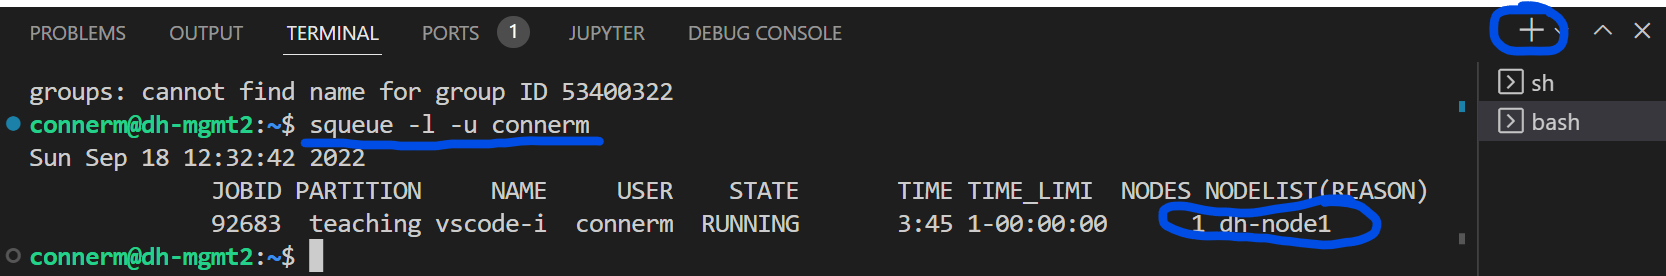 PROBLEMS OUTPUT TERMINAL PORTS 1 JUPYTER DEBUG CONSOLE
groups: cannot find name for group ID 53400322
sh
connerm@dh-mgmt2:~$ squeue -l -u connerm
bash
Sun Sep 18 12:32:42 2022
JOBID PARTITION NAME USER STATE TIME TIME_LIMI NODES NODELIST(REASON)
92683 teaching vscode-i connerm RUNNING 3:45 1-00:00:00 1 dh-node1
connerm@dh-mgmt2:~$